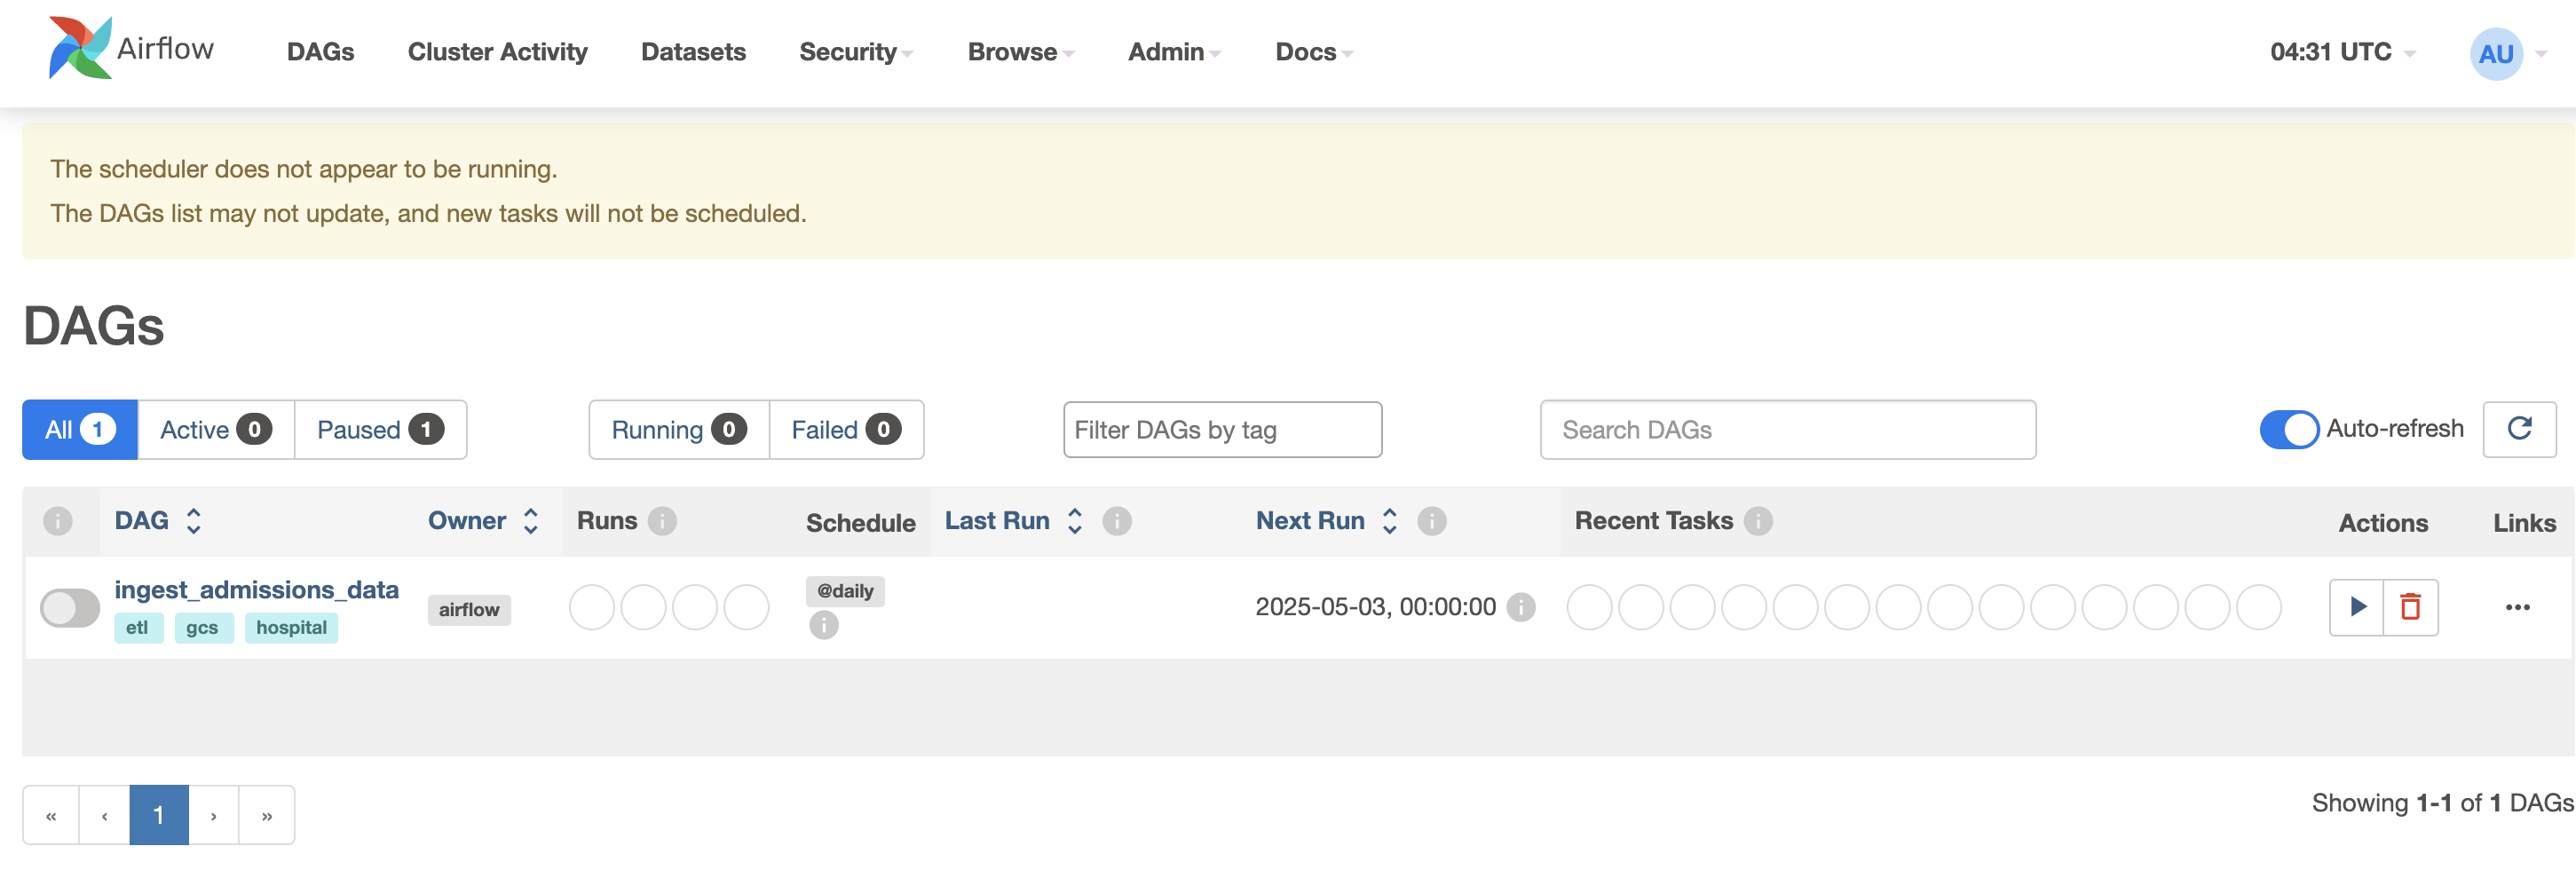 Airflow DAGs Cluster Activity Datasets Security Browse Admin Docs 04:31 UTC AU
The scheduler does not appear to be running.
The DAGs list may not update, and new tasks will not be scheduled.
DAGs
All 1 Active 0 Paused 1 Running 0 Failed 0 Filter DAGs by tag Search DAGs Auto-refresh
DAG Owner Runs Schedule Last Run Next Run Recent Tasks Actions Links
ingest_admissions_data airflow @daily 2025-05-03, 00:00:00
etl gcs hospital
« ‹ 1 › »
Showing 1-1 of 1 DAGs